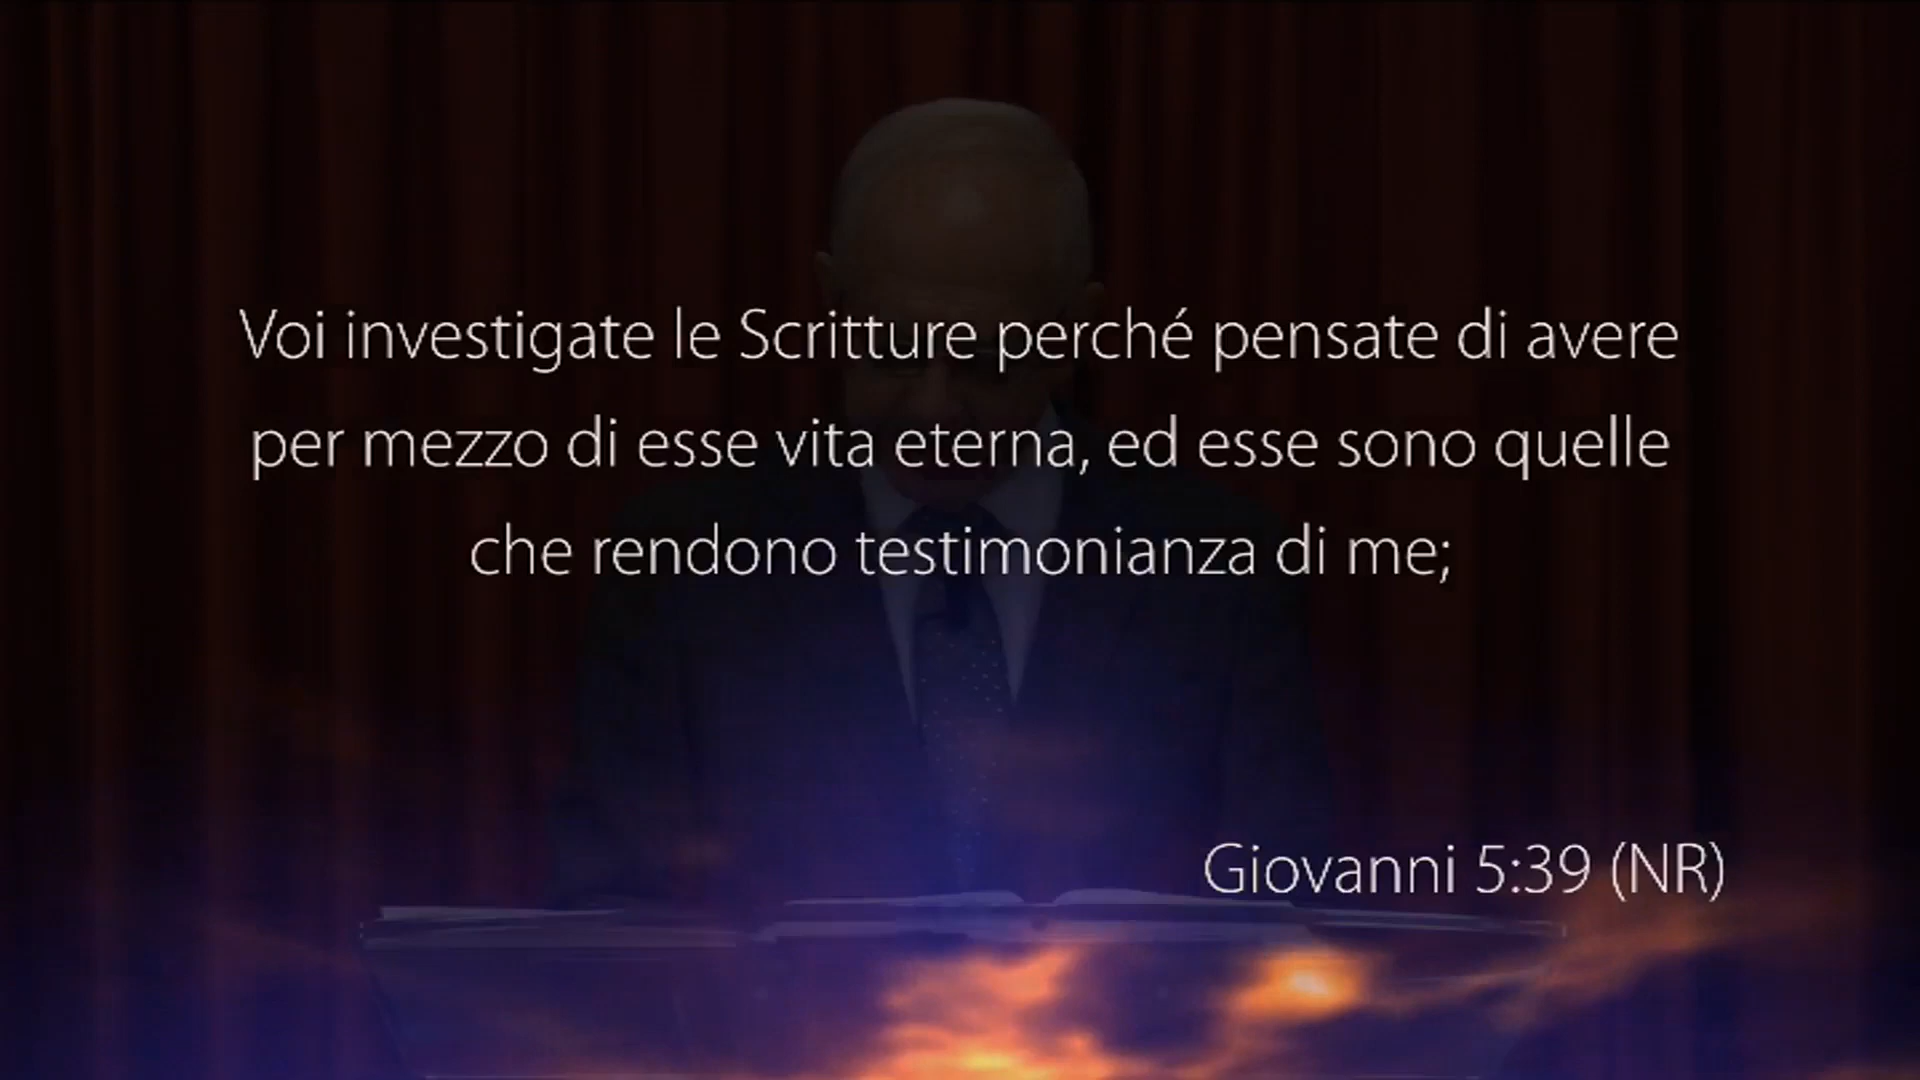 Voi investigate le Scritture perché pensate di avere
per mezzo di esse vita eterna, ed esse sono quelle
che rendono testimonianza di me;
Giovanni 5:39 (NR)